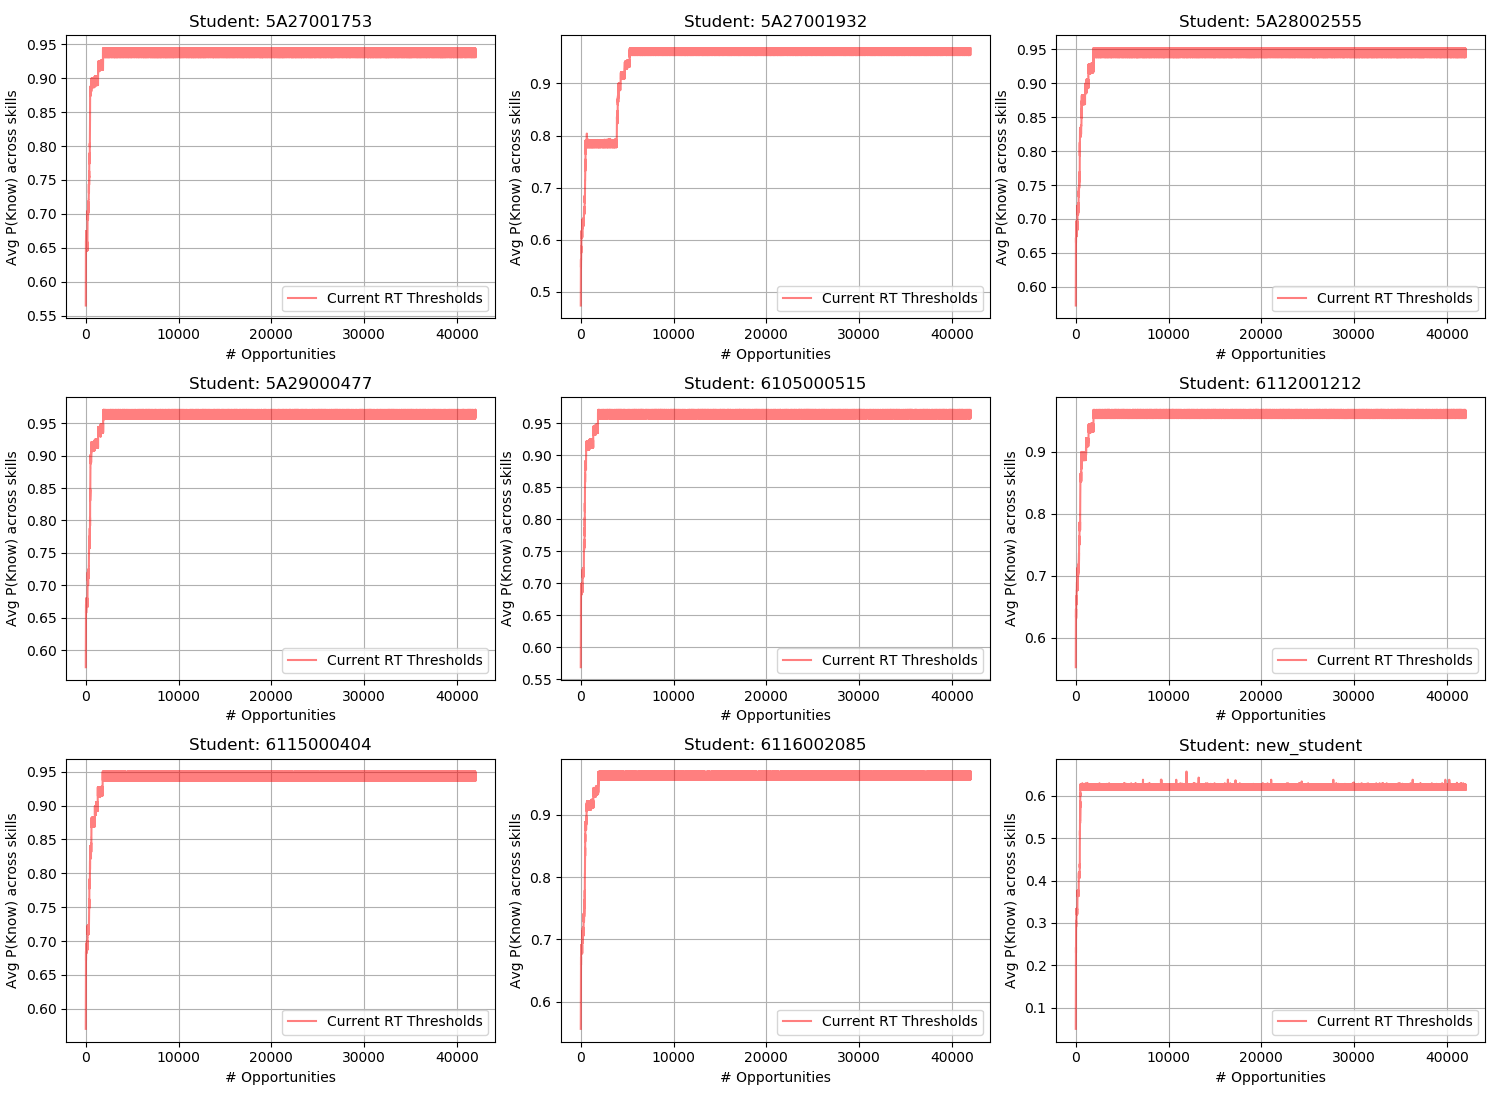 Student: 5A27001753
0.95
0.90
0.85
0.80
0.75
0.70
0.65
0.60
0.55
Avg P(Know) across skills
Current RT Thresholds
0 10000 20000 30000 40000
# Opportunities
Student: 5A27001932
0.9
0.8
0.7
0.6
0.5
Avg P(Know) across skills
Current RT Thresholds
0 10000 20000 30000 40000
# Opportunities
Student: 5A28002555
0.95
0.90
0.85
0.80
0.75
0.70
0.65
0.60
Avg P(Know) across skills
Current RT Thresholds
0 10000 20000 30000 40000
# Opportunities
Student: 5A29000477
0.95
0.90
0.85
0.80
0.75
0.70
0.65
0.60
Avg P(Know) across skills
Current RT Thresholds
0 10000 20000 30000 40000
# Opportunities
Student: 6105000515
0.95
0.90
0.85
0.80
0.75
0.70
0.65
0.60
0.55
Avg P(Know) across skills
Current RT Thresholds
0 10000 20000 30000 40000
# Opportunities
Student: 6112001212
0.9
0.8
0.7
0.6
Avg P(Know) across skills
Current RT Thresholds
0 10000 20000 30000 40000
# Opportunities
Student: 6115000404
0.95
0.90
0.85
0.80
0.75
0.70
0.65
0.60
Avg P(Know) across skills
Current RT Thresholds
0 10000 20000 30000 40000
# Opportunities
Student: 6116002085
0.9
0.8
0.7
0.6
Avg P(Know) across skills
Current RT Thresholds
0 10000 20000 30000 40000
# Opportunities
Student: new_student
0.6
0.5
0.4
0.3
0.2
0.1
Avg P(Know) across skills
Current RT Thresholds
0 10000 20000 30000 40000
# Opportunities